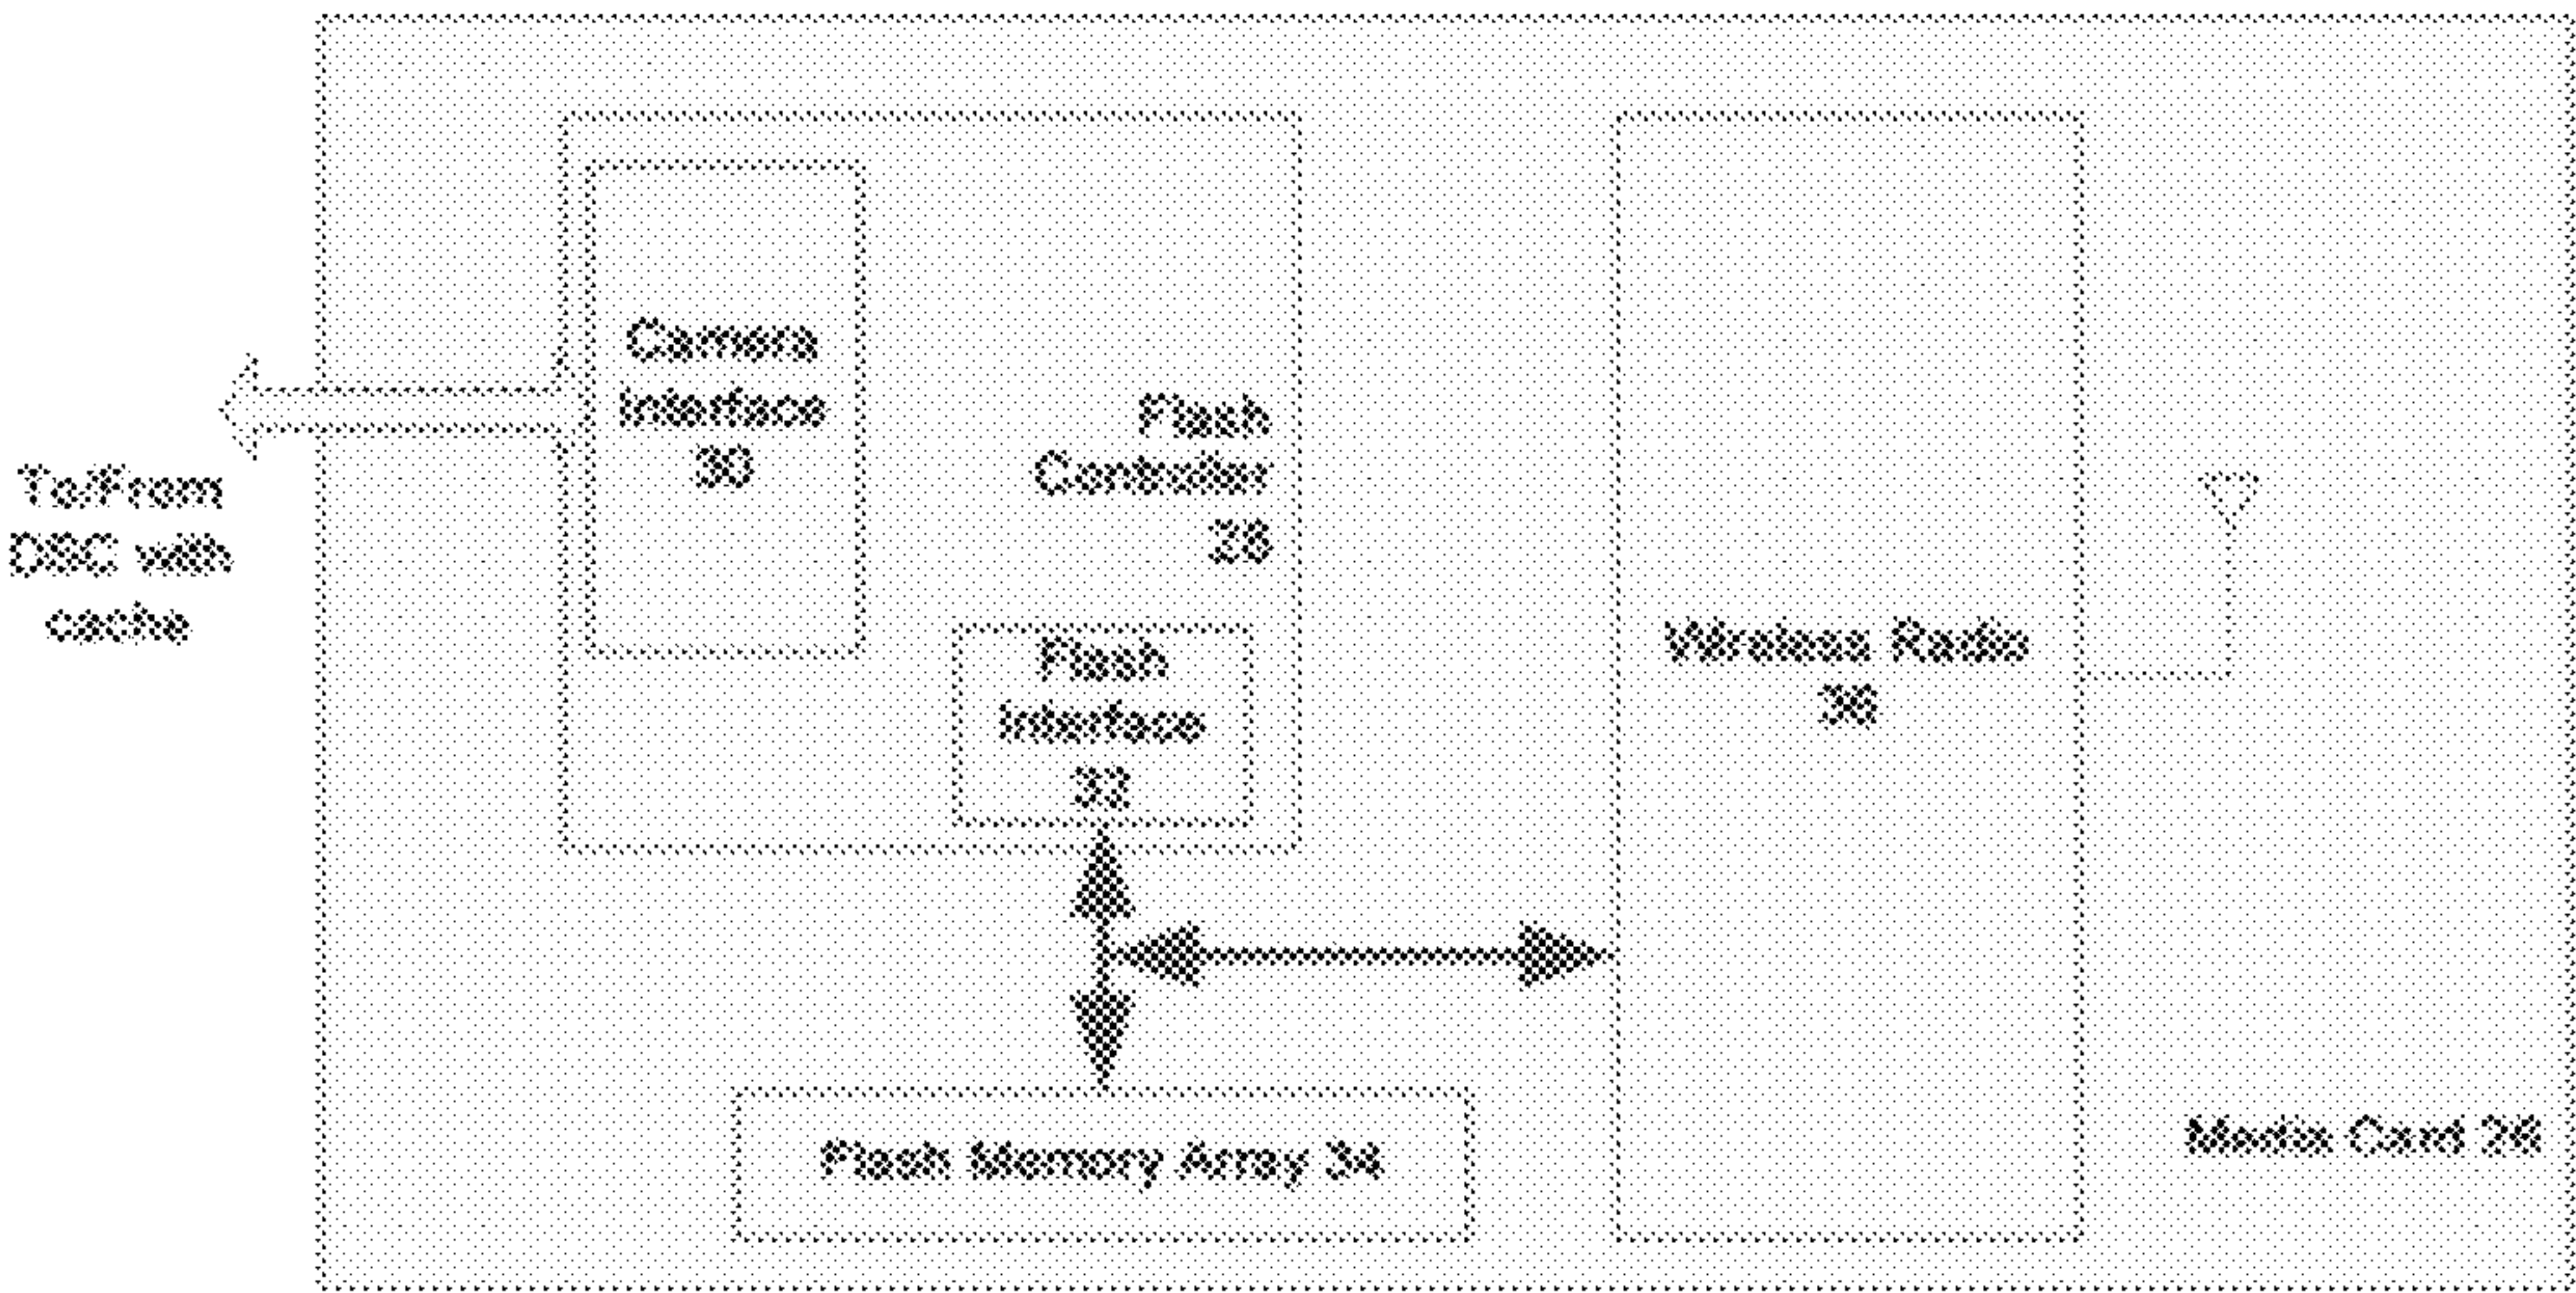 Camera
Interface
30
Flash
Controller
28
To/From
DSC with
cache
Flash
Interface
32
Wireless Radio
36
Flash Memory Array 34
Media Card 26